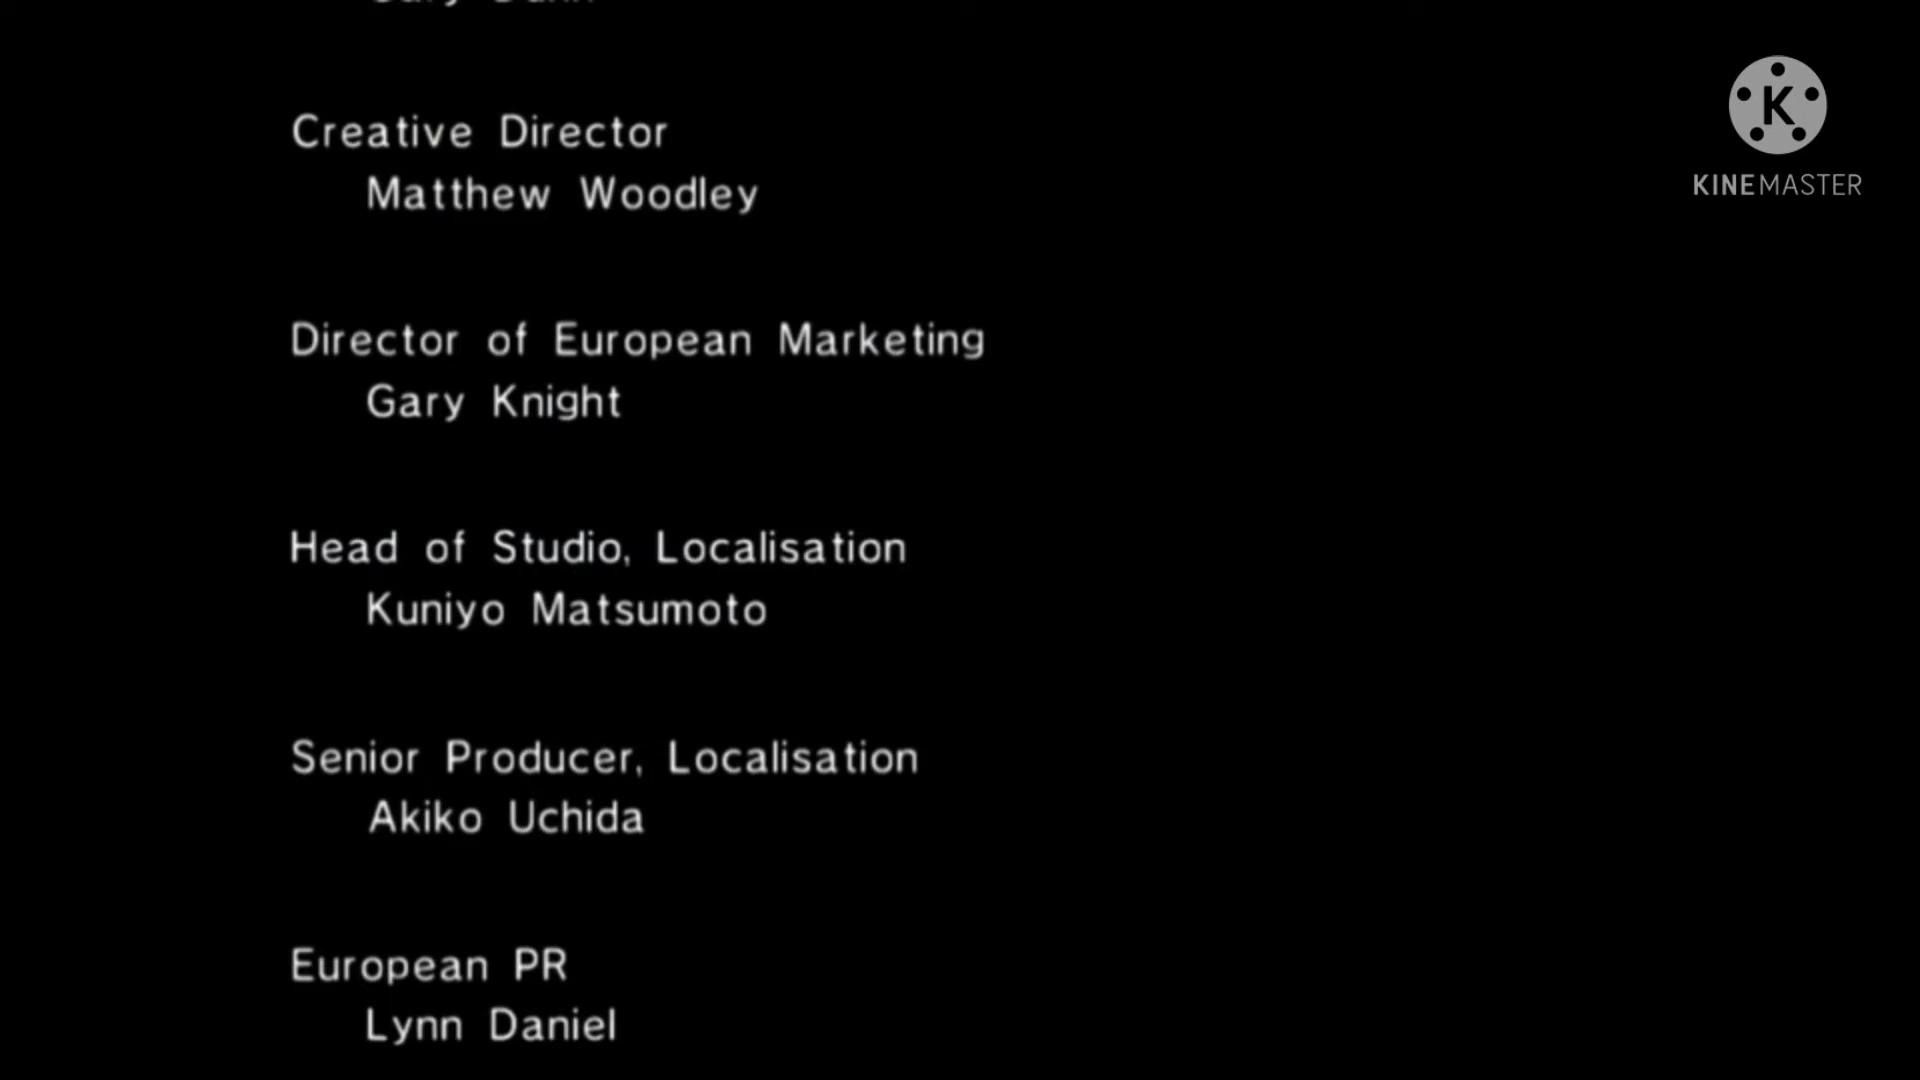 Creative Director
Matthew Woodley
Director of European Marketing
Gary Knight
Head of Studio, Localisation
Kuniyo Matsumoto
Senior Producer, Localisation
Akiko Uchida
European PR
Lynn Daniel
K
KINEMASTER